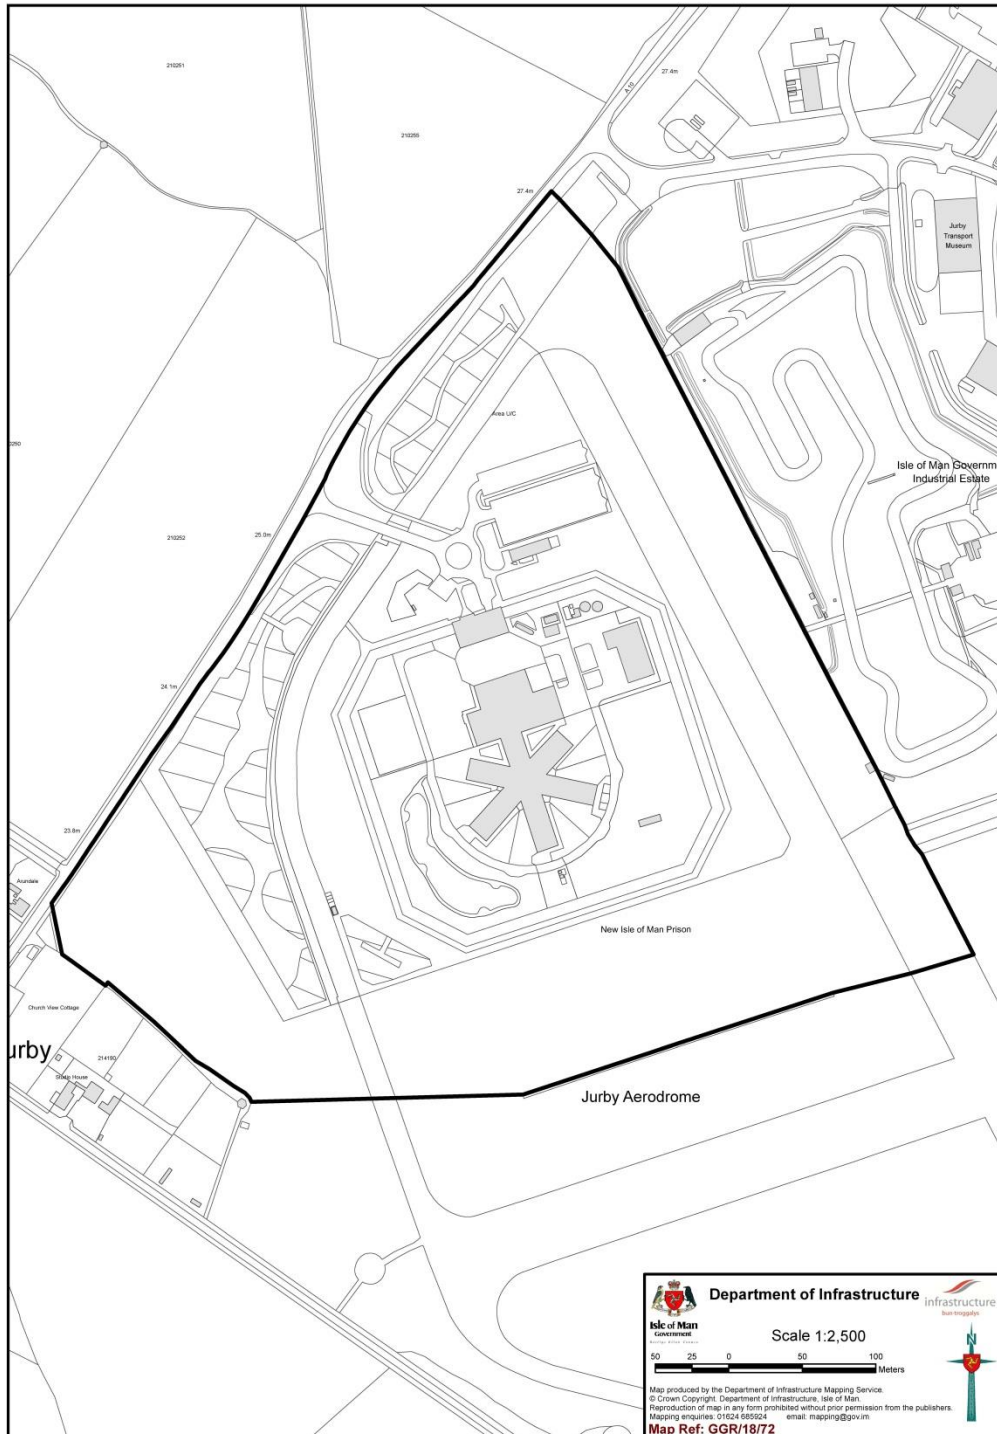 210251
27.4m
A 10
210255
27.4m
Jurby
Transport
Museum
Area U/C
Isle of Man Governm
Industrial Estate
210252
25.0m
24.1m
23.8m
Arundale
New Isle of Man Prison
Church View Cottage
urby
214190
House
Jurby Aerodrome
Department of Infrastructure
infrastructure
Isle of Man
Government
Scale 1:2,500
50 25 0 50 100
Meters
N
Map produced by the Department of Infrastructure Mapping Service.
© Crown Copyright, Department of Infrastructure, Isle of Man.
Reproduction of map in any form prohibited without prior permission from the publishers.
Mapping enquiries: 01624 685924 email: mapping@gov.im
Map Ref: GGR/18/72